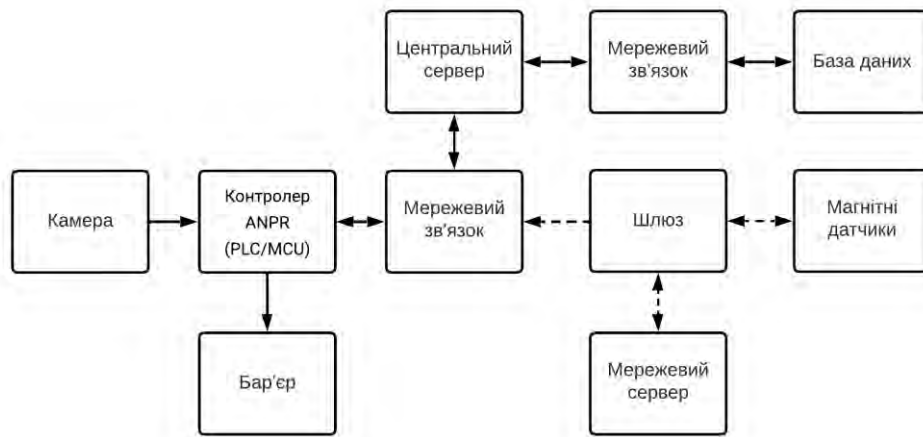 Центральний
сервер
Мережевий
зв'язок
База даних
Камера
Контролер
ANPR
(PLC/MCU)
Мережевий
зв'язок
Шлюз
Магнітні
датчики
Бар'єр
Мережевий
сервер